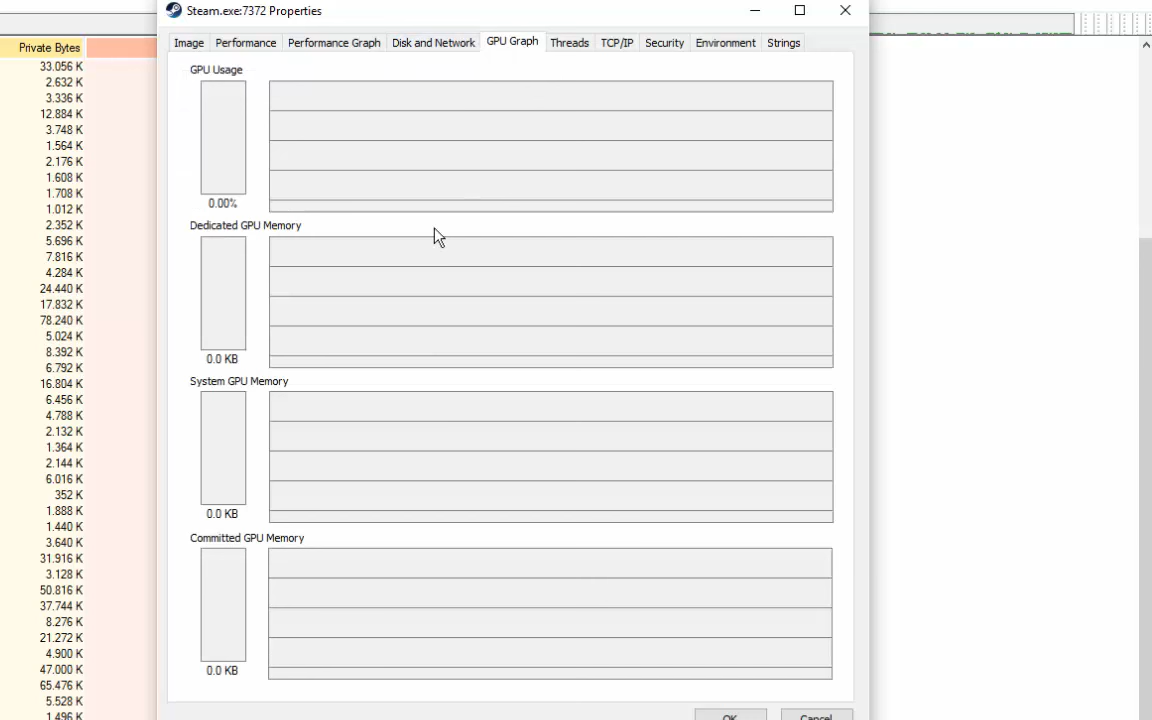 Steam.exe:7372 Properties
Private Bytes
Image Performance Performance Graph Disk and Network GPU Graph Threads TCP/IP Security Environment Strings
33.056 K
2.632 K
3.336 K
12.884 K
3.748 K
1.564 K
2.176 K
1.608 K
1.708 K
1.012 K
2.352 K
5.696 K
7.816 K
4.284 K
24.440 K
17.832 K
78.240 K
5.024 K
8.392 K
6.792 K
16.804 K
6.456 K
4.788 K
2.132 K
1.364 K
2.144 K
6.016 K
352 K
1.888 K
1.440 K
3.640 K
31.916 K
3.128 K
50.816 K
37.744 K
8.276 K
21.272 K
4.900 K
47.000 K
65.476 K
5.528 K
1.496 K
GPU Usage
0.00%
Dedicated GPU Memory
0.0 KB
System GPU Memory
0.0 KB
Committed GPU Memory
0.0 KB
OK Cancel